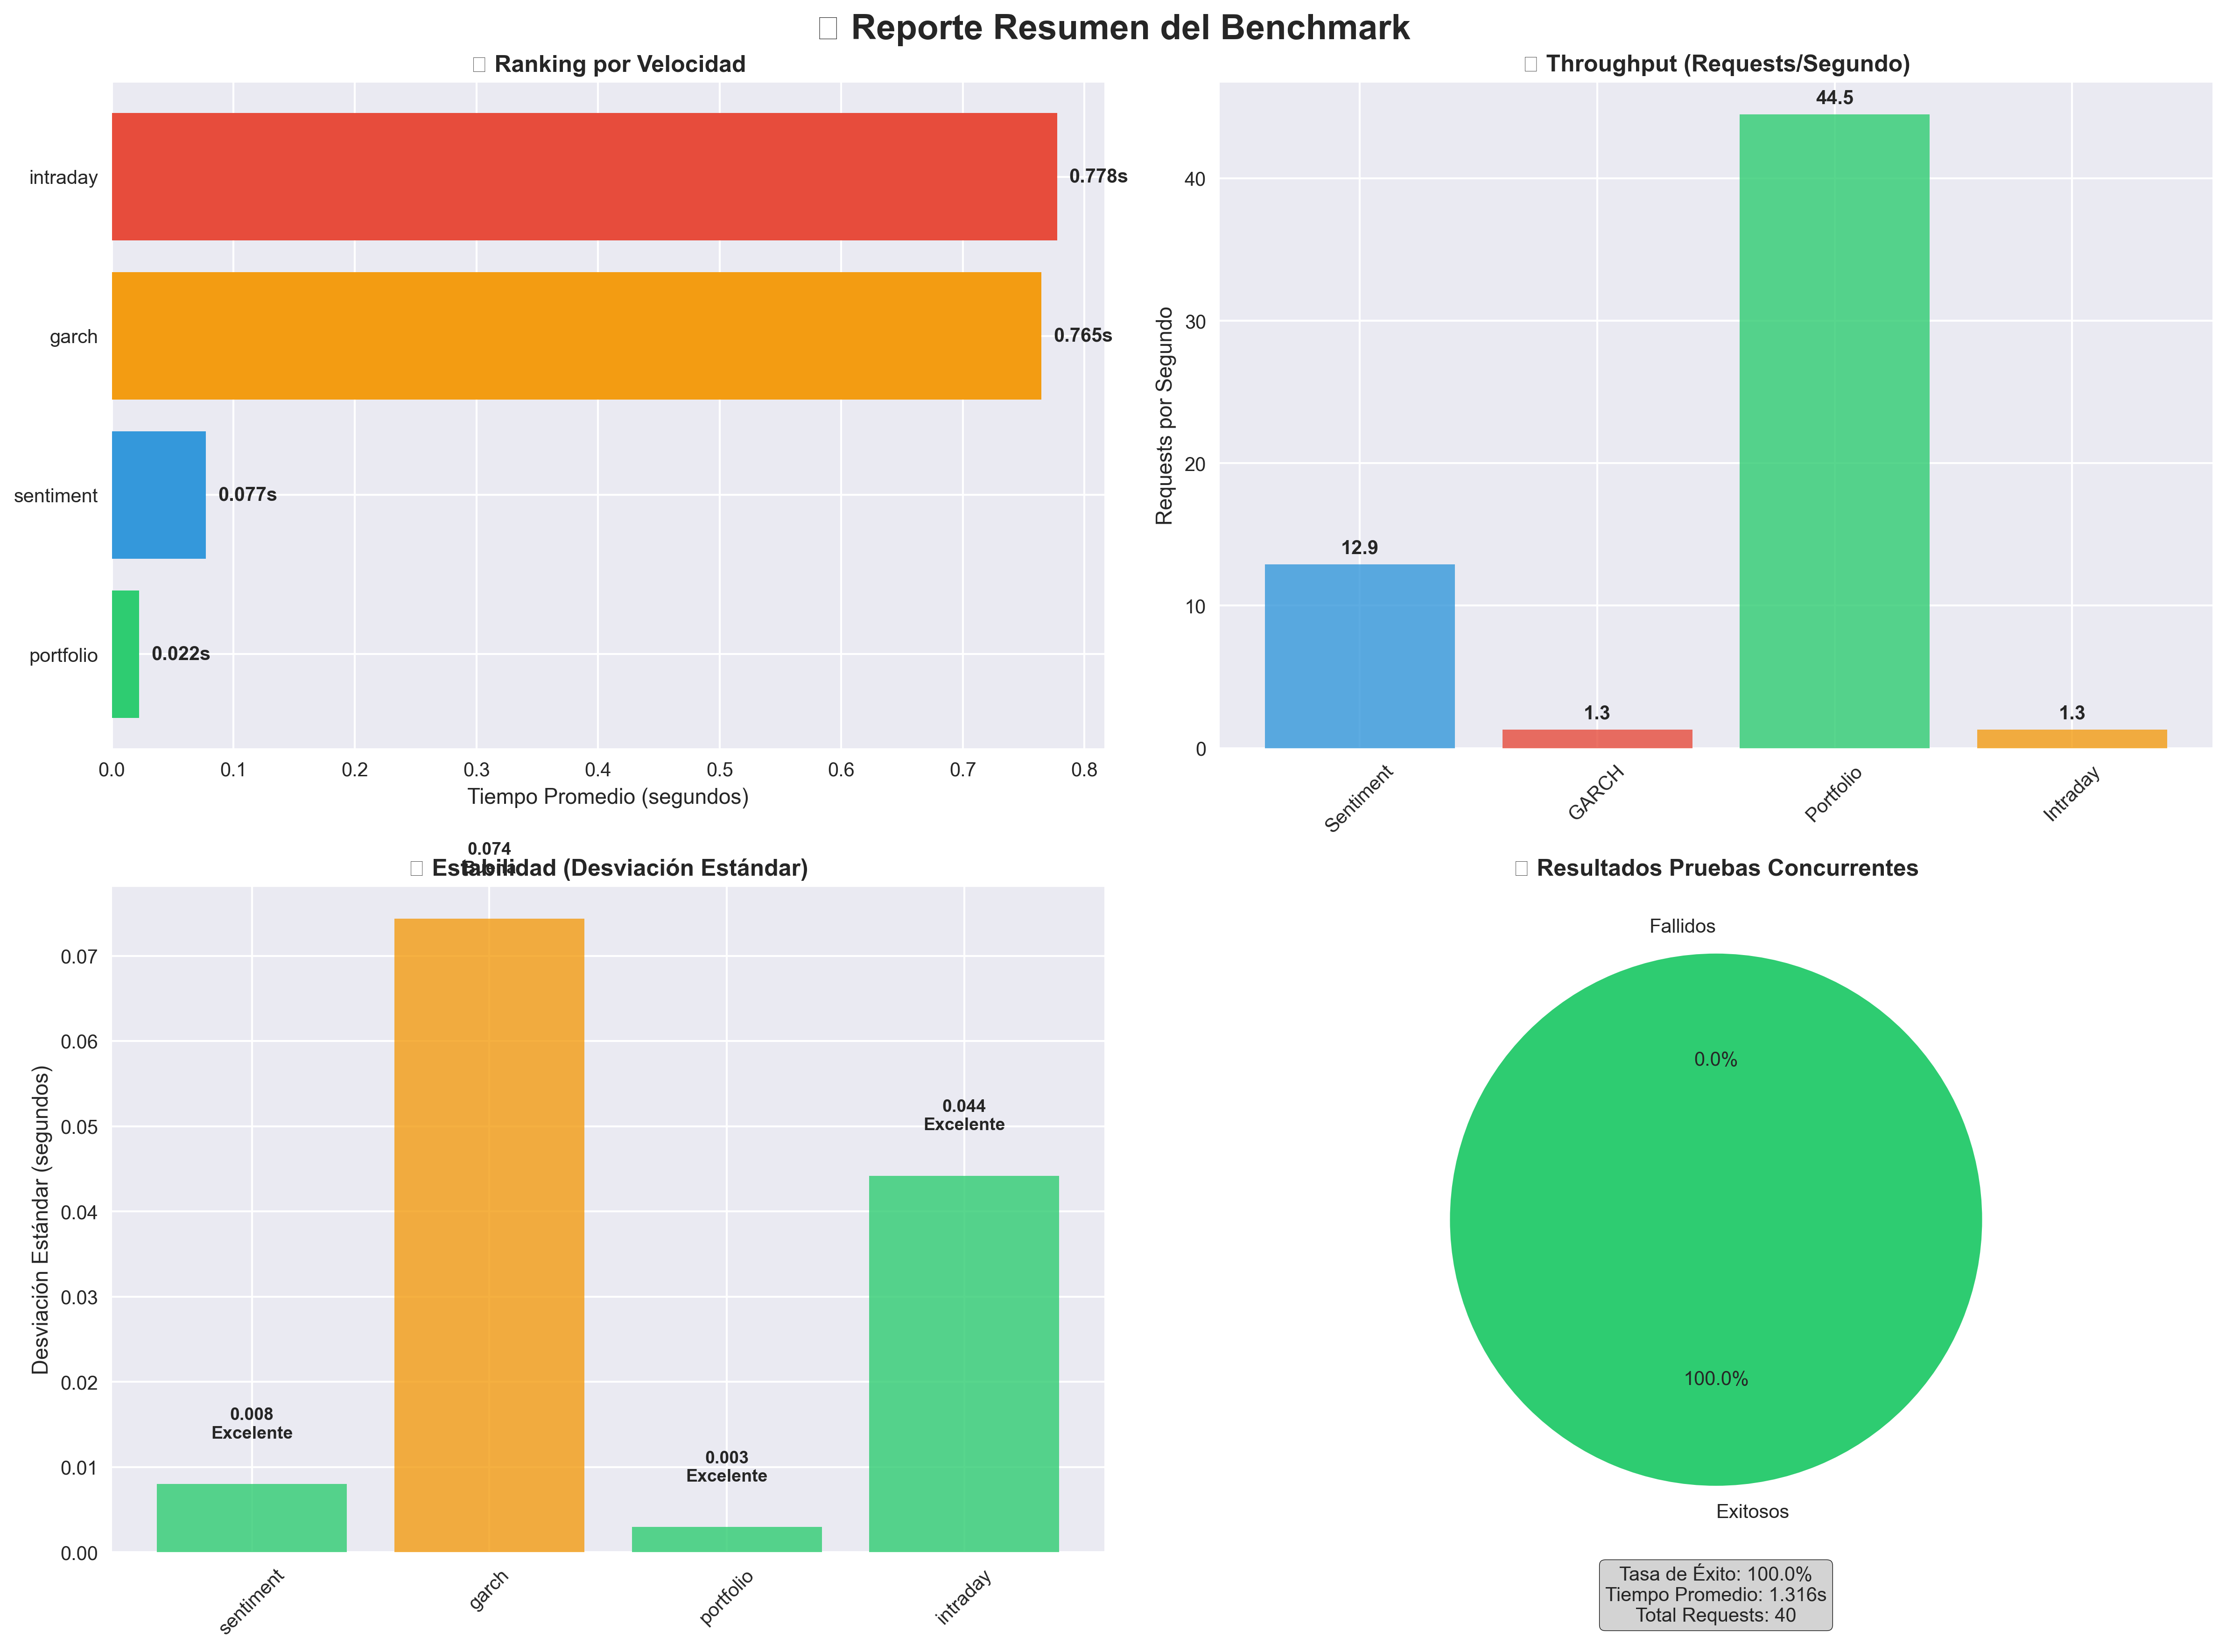 Reporte Resumen del Benchmark
Ranking por Velocidad
intraday
0.778s
garch
0.765s
sentiment
0.077s
portfolio
0.022s
0.0 0.1 0.2 0.3 0.4 0.5 0.6 0.7 0.8
Tiempo Promedio (segundos)
Throughput (Requests/Segundo)
Requests por Segundo
40
30
20
10
0
12.9
1.3
44.5
1.3
Sentiment GARCH Portfolio Intraday
Estabilidad (Desviación Estándar)
Desviación Estándar (segundos)
0.07
0.06
0.05
0.04
0.03
0.02
0.01
0.00
0.008
Excelente
0.074
Buena
0.003
Excelente
0.044
Excelente
sentiment garch portfolio intraday
Resultados Pruebas Concurrentes
Fallidos
0.0%
100.0%
Exitosos
Tasa de Éxito: 100.0%
Tiempo Promedio: 1.316s
Total Requests: 40